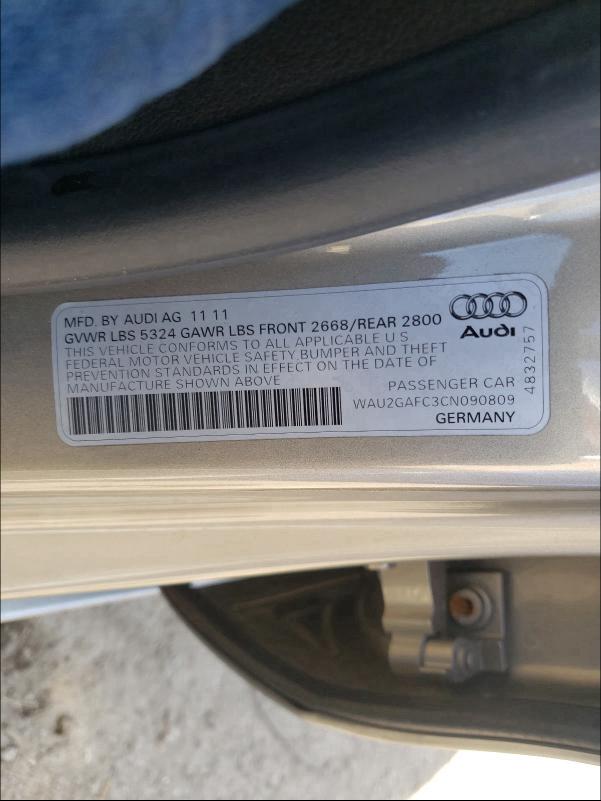 MFD. BY AUDI AG 11 11
GVWR LBS 5324 GAWR LBS FRONT 2668/REAR 2800
THIS VEHICLE CONFORMS TO ALL APPLICABLE U S
FEDERAL MOTOR VEHICLE SAFETY, BUMPER AND THEFT
PREVENTION STANDARDS IN EFFECT ON THE DATE OF
MANUFACTURE SHOWN ABOVE
PASSENGER CAR
WAU2GAFC3CN090809
GERMANY
Audi
4832757